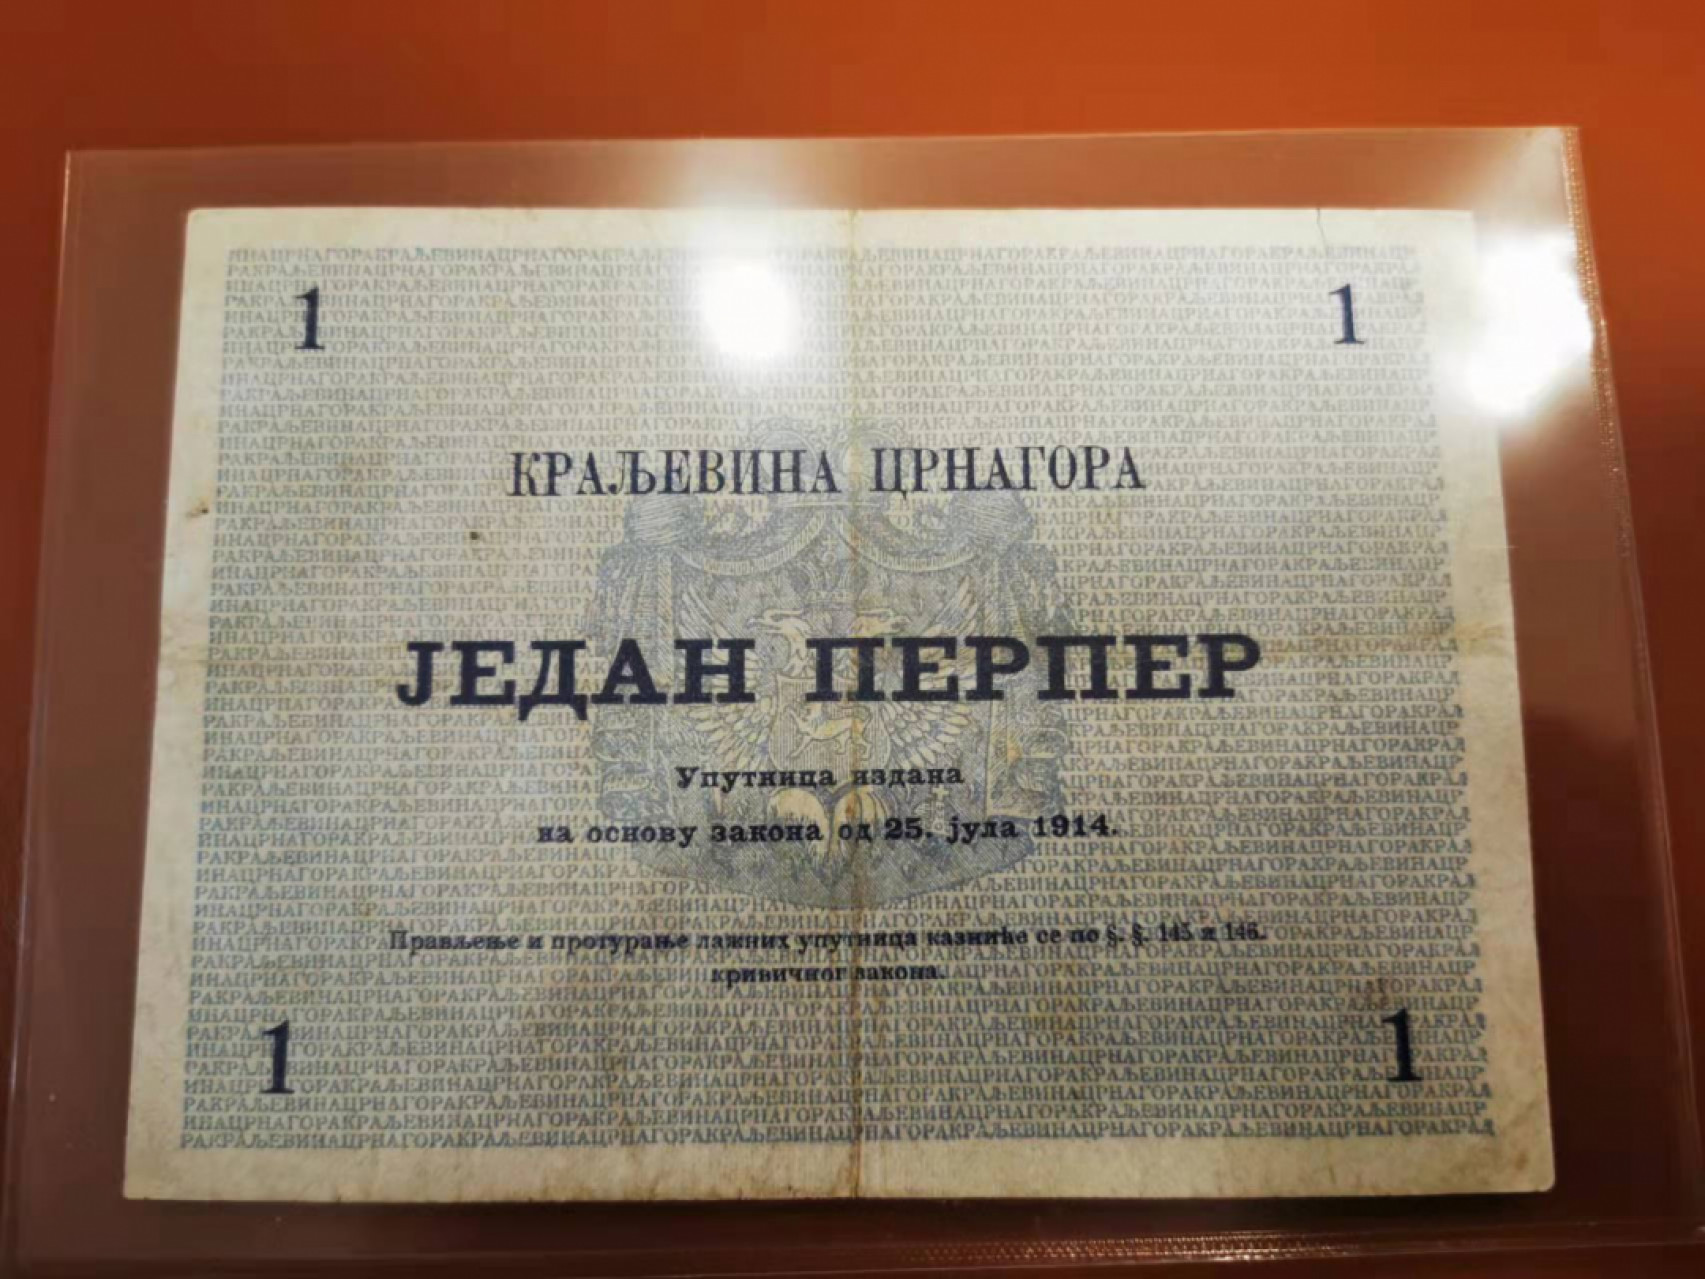 1 1
КРАЉЕВИНА ЦРНАГОРА
ЈЕДАН ПЕРПЕР
Упутница издана
на основу закона од 25. јула 1914.
Прављење и протурање лажних упутница казниће се по §. §. 145 и 146.
кривичног закона.
1 1